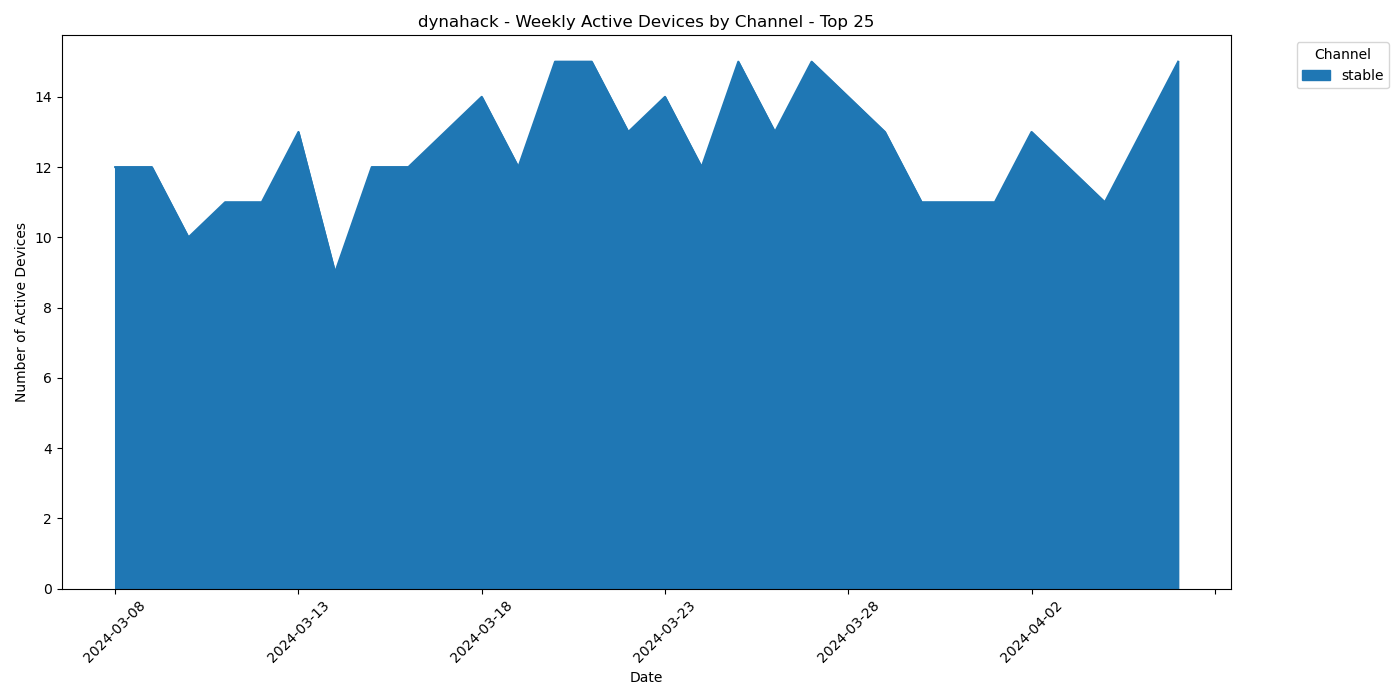 dynahack - Weekly Active Devices by Channel - Top 25
Channel
stable
Number of Active Devices
14
12
10
8
6
4
2
0
2024-03-08
2024-03-13
2024-03-18
2024-03-23
2024-03-28
2024-04-02
Date